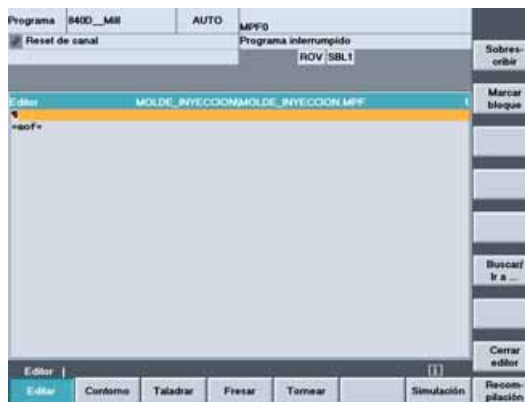 Programa 840D__Mill AUTO MPF0
Reset de canal Programa interrumpido
ROV SBL1
Sobres-
cribir
Editor MOLDE_INYECCION\MOLDE_INYECCION.MPF 1
Marcar
bloque
¶
=eof=
Buscar/
Ir a ...
Cerrar
editor
Editor
Editar Contorno Taladrar Fresar Tornear Simulación Recom-
pilación